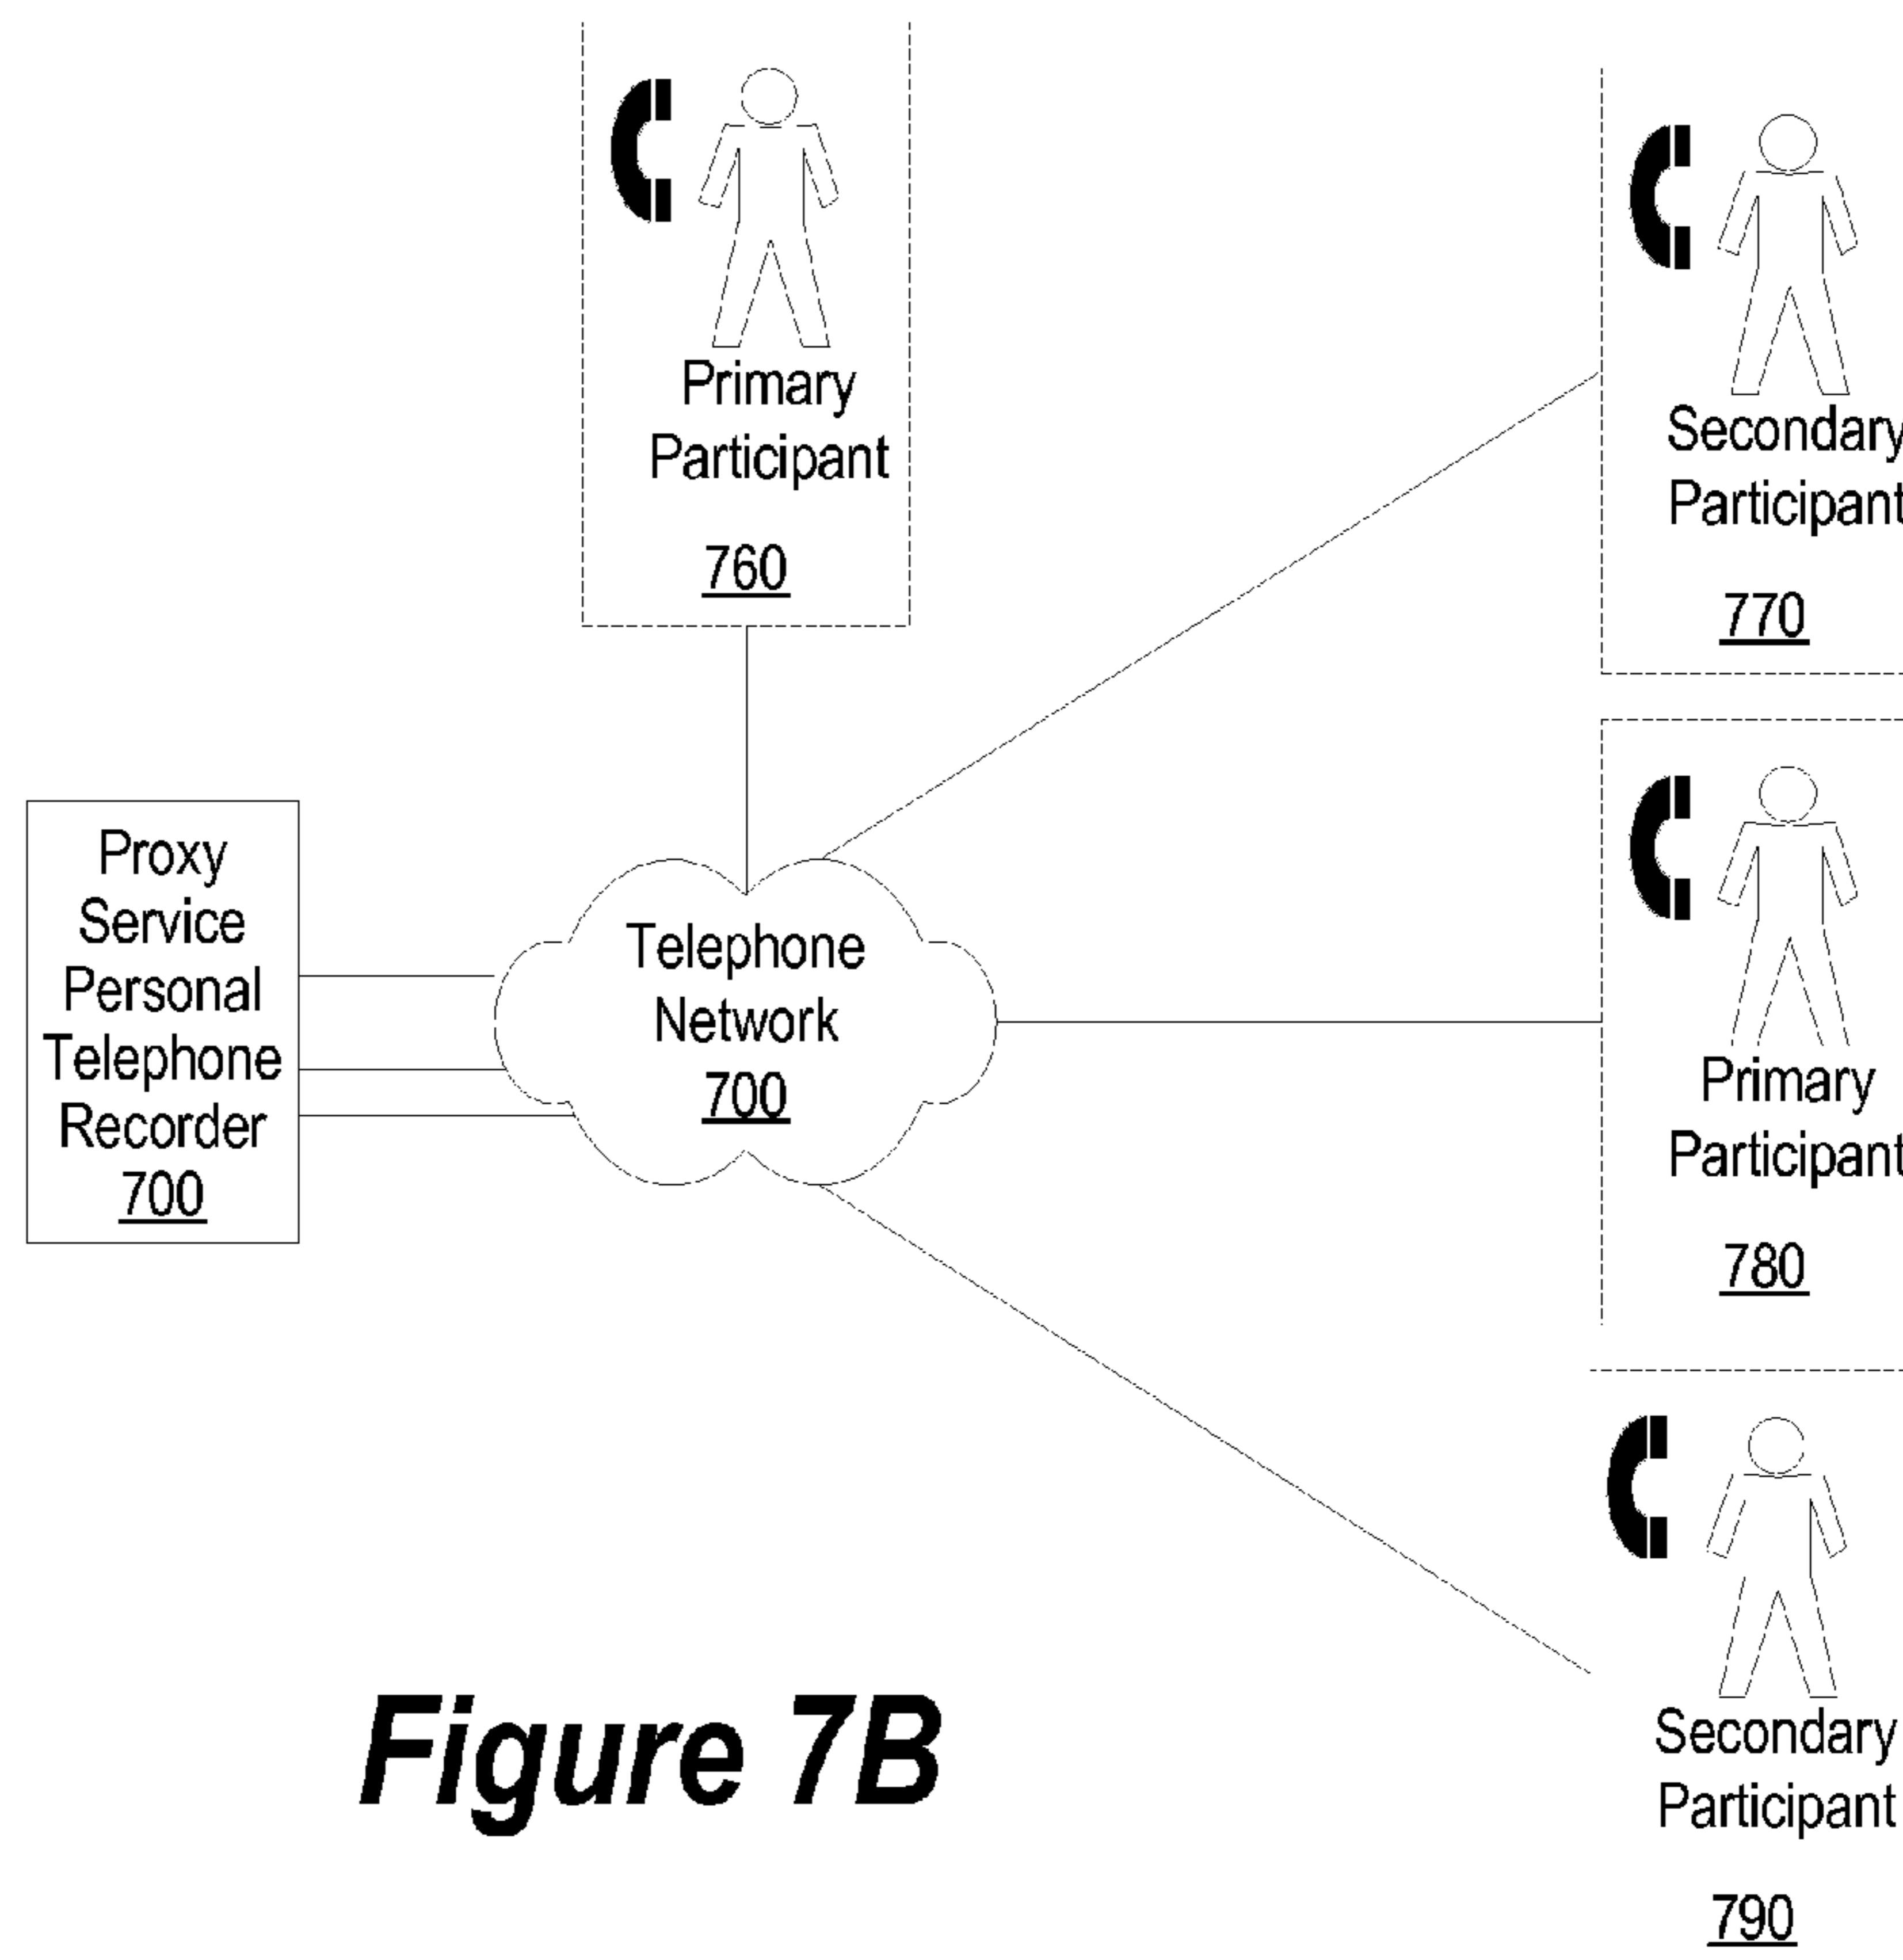 Primary
Participant
760
Secondary
Participant
770
Proxy
Service
Personal
Telephone
Recorder
700
Telephone
Network
700
Primary
Participant
780
Secondary
Participant
790
Figure 7B